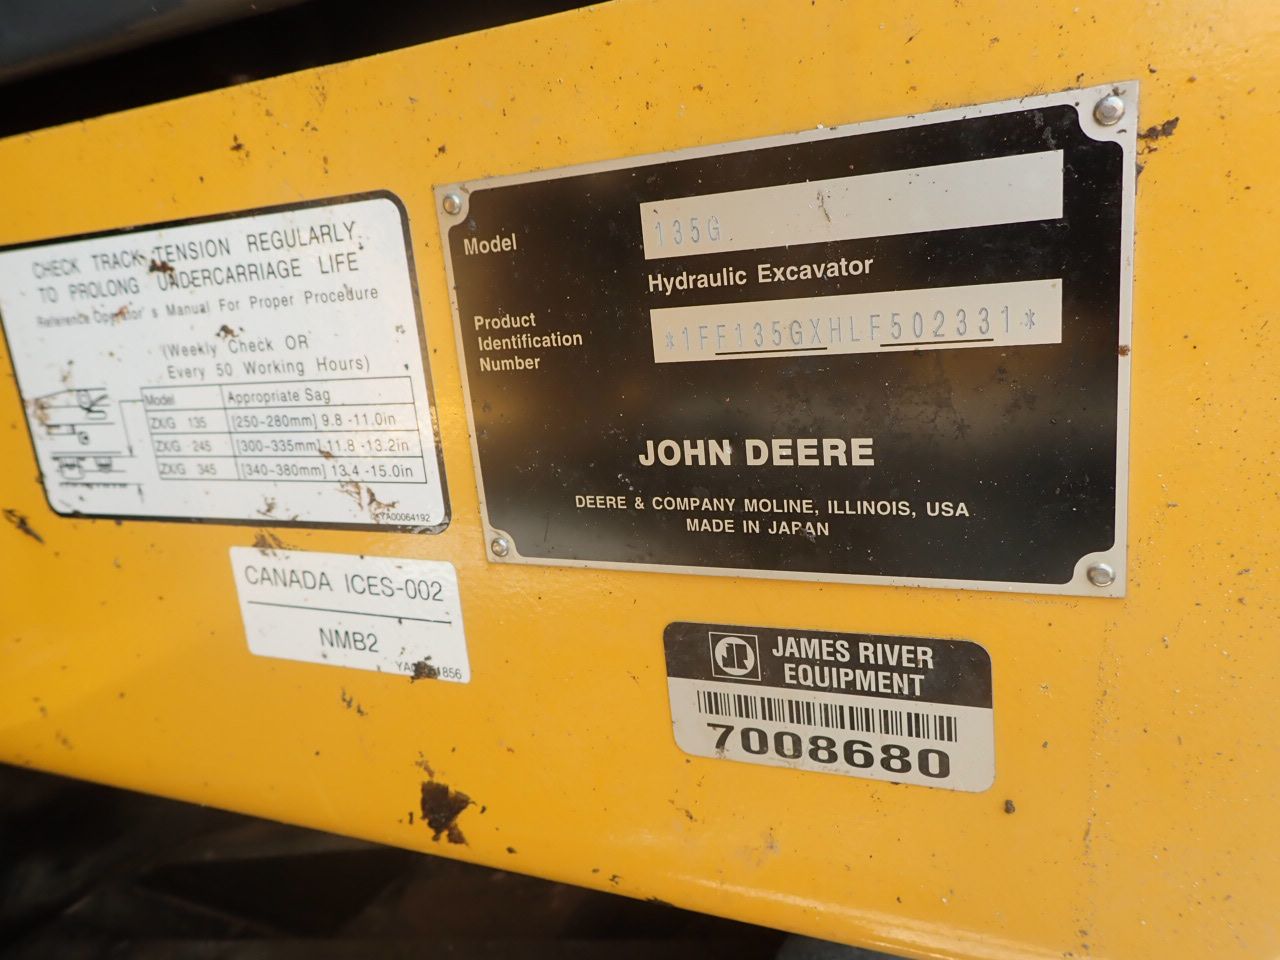 CHECK TRACK TENSION REGULARLY
TO PROLONG UNDERCARRIAGE LIFE
Reference Operator's Manual For Proper Procedure
(Weekly Check OR
Every 50 Working Hours)
Model Appropriate Sag
ZX/G 135 [250-280mm] 9.8 -11.0in
ZX/G 245 [300-335mm] 11.8 -13.2in
ZX/G 345 [340-380mm] 13.4 -15.0in
CANADA ICES-002
NMB2
Model
135G
Hydraulic Excavator
Product
Identification
Number
*1FF135GXHLF502331*
JOHN DEERE
DEERE & COMPANY MOLINE, ILLINOIS, USA
MADE IN JAPAN
JAMES RIVER
EQUIPMENT
7008680